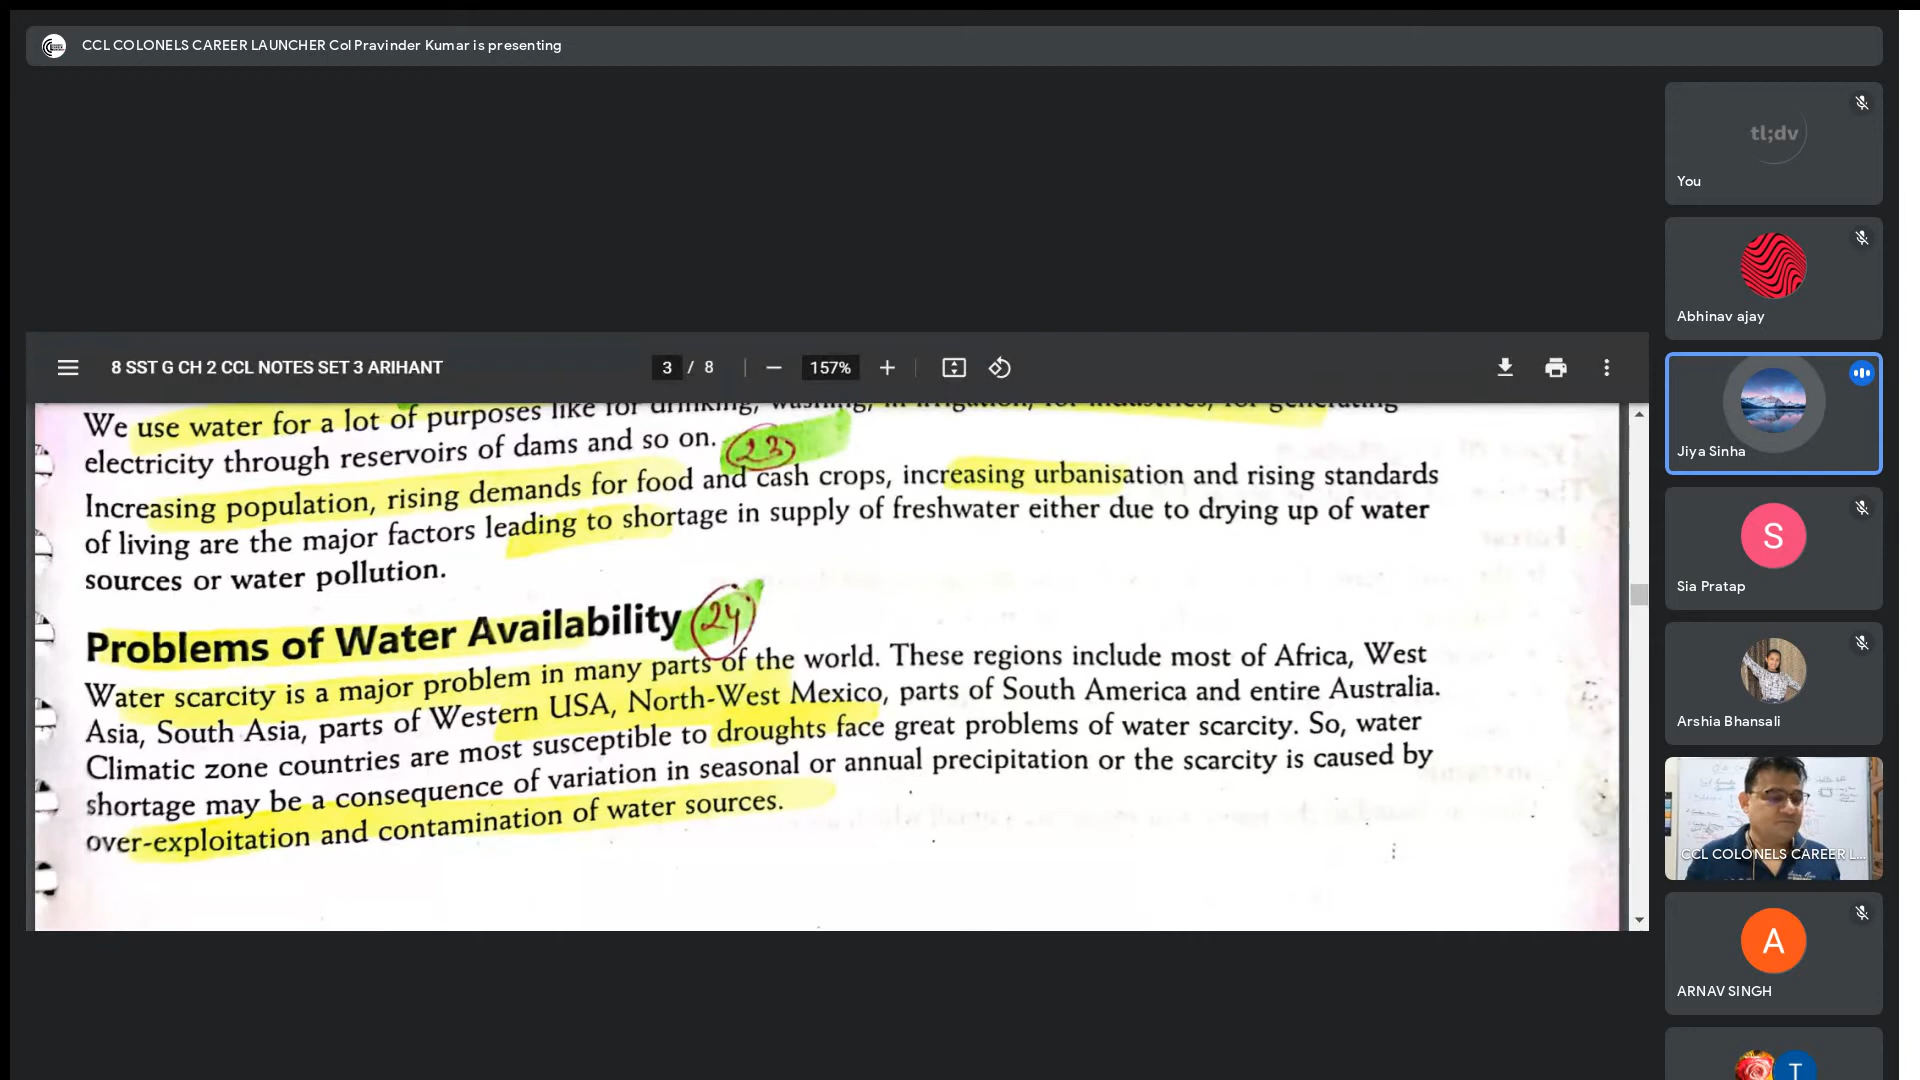 CCL COLONELS CAREER LAUNCHER Col Pravinder Kumar is presenting
8 SST G CH 2 CCL NOTES SET 3 ARIHANT
3 / 8
157%
We use water for a lot of purposes like for drinking, washing, in irrigation, for industries, for generating
electricity through reservoirs of dams and so on.
23
Increasing population, rising demands for food and cash crops, increasing urbanisation and rising standards
of living are the major factors leading to shortage in supply of freshwater either due to drying up of water
sources or water pollution.
Problems of Water Availability
24
Water scarcity is a major problem in many parts of the world. These regions include most of Africa, West
Asia, South Asia, parts of Western USA, North-West Mexico, parts of South America and entire Australia.
Climatic zone countries are most susceptible to droughts face great problems of water scarcity. So, water
shortage may be a consequence of variation in seasonal or annual precipitation or the scarcity is caused by
over-exploitation and contamination of water sources.
tl;dv
You
Abhinav ajay
Jiya Sinha
S
Sia Pratap
Arshia Bhansali
CCL COLONELS CAREER L...
A
ARNAV SINGH
T